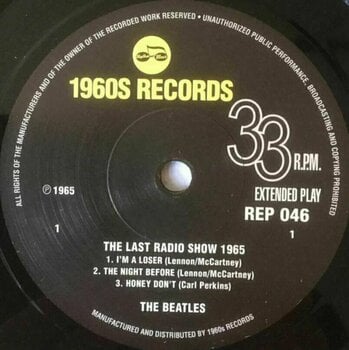 ALL RIGHTS OF THE MANUFACTURERS AND OF THE OWNER OF THE RECORDED WORK RESERVED • UNAUTHORIZED PUBLIC PERFORMANCE, BROADCASTING AND COPYING PROHIBITED
1960S RECORDS
33 R.P.M.
EXTENDED PLAY
REP 046
℗ 1965
1
1
THE LAST RADIO SHOW 1965
1. I'M A LOSER (Lennon/McCartney)
2. THE NIGHT BEFORE (Lennon/McCartney)
3. HONEY DON'T (Carl Perkins)
THE BEATLES
MANUFACTURED AND DISTRIBUTED BY 1960s RECORDS